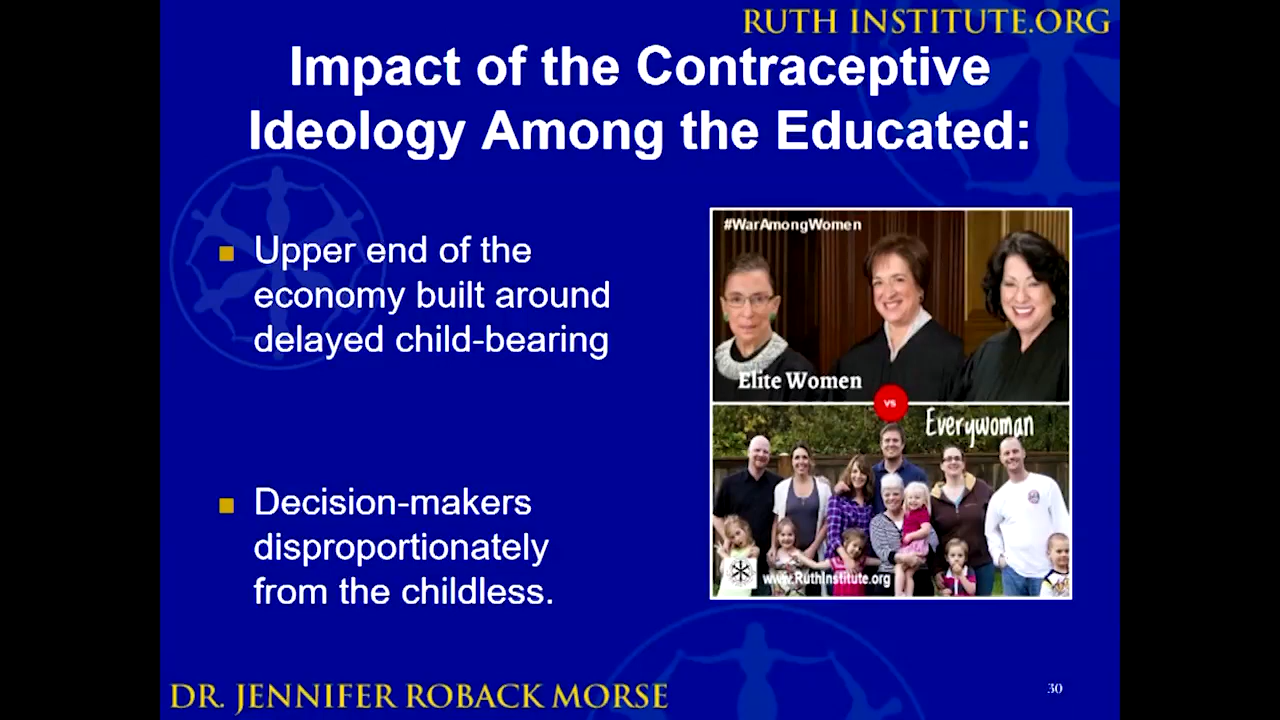 RUTH INSTITUTE.ORG
Impact of the Contraceptive
Ideology Among the Educated:
Upper end of the
economy built around
delayed child-bearing
Decision-makers
disproportionately
from the childless.
#WarAmongWomen
Elite Women
vs
Everywoman
www.RuthInstitute.org
DR. JENNIFER ROBACK MORSE
30